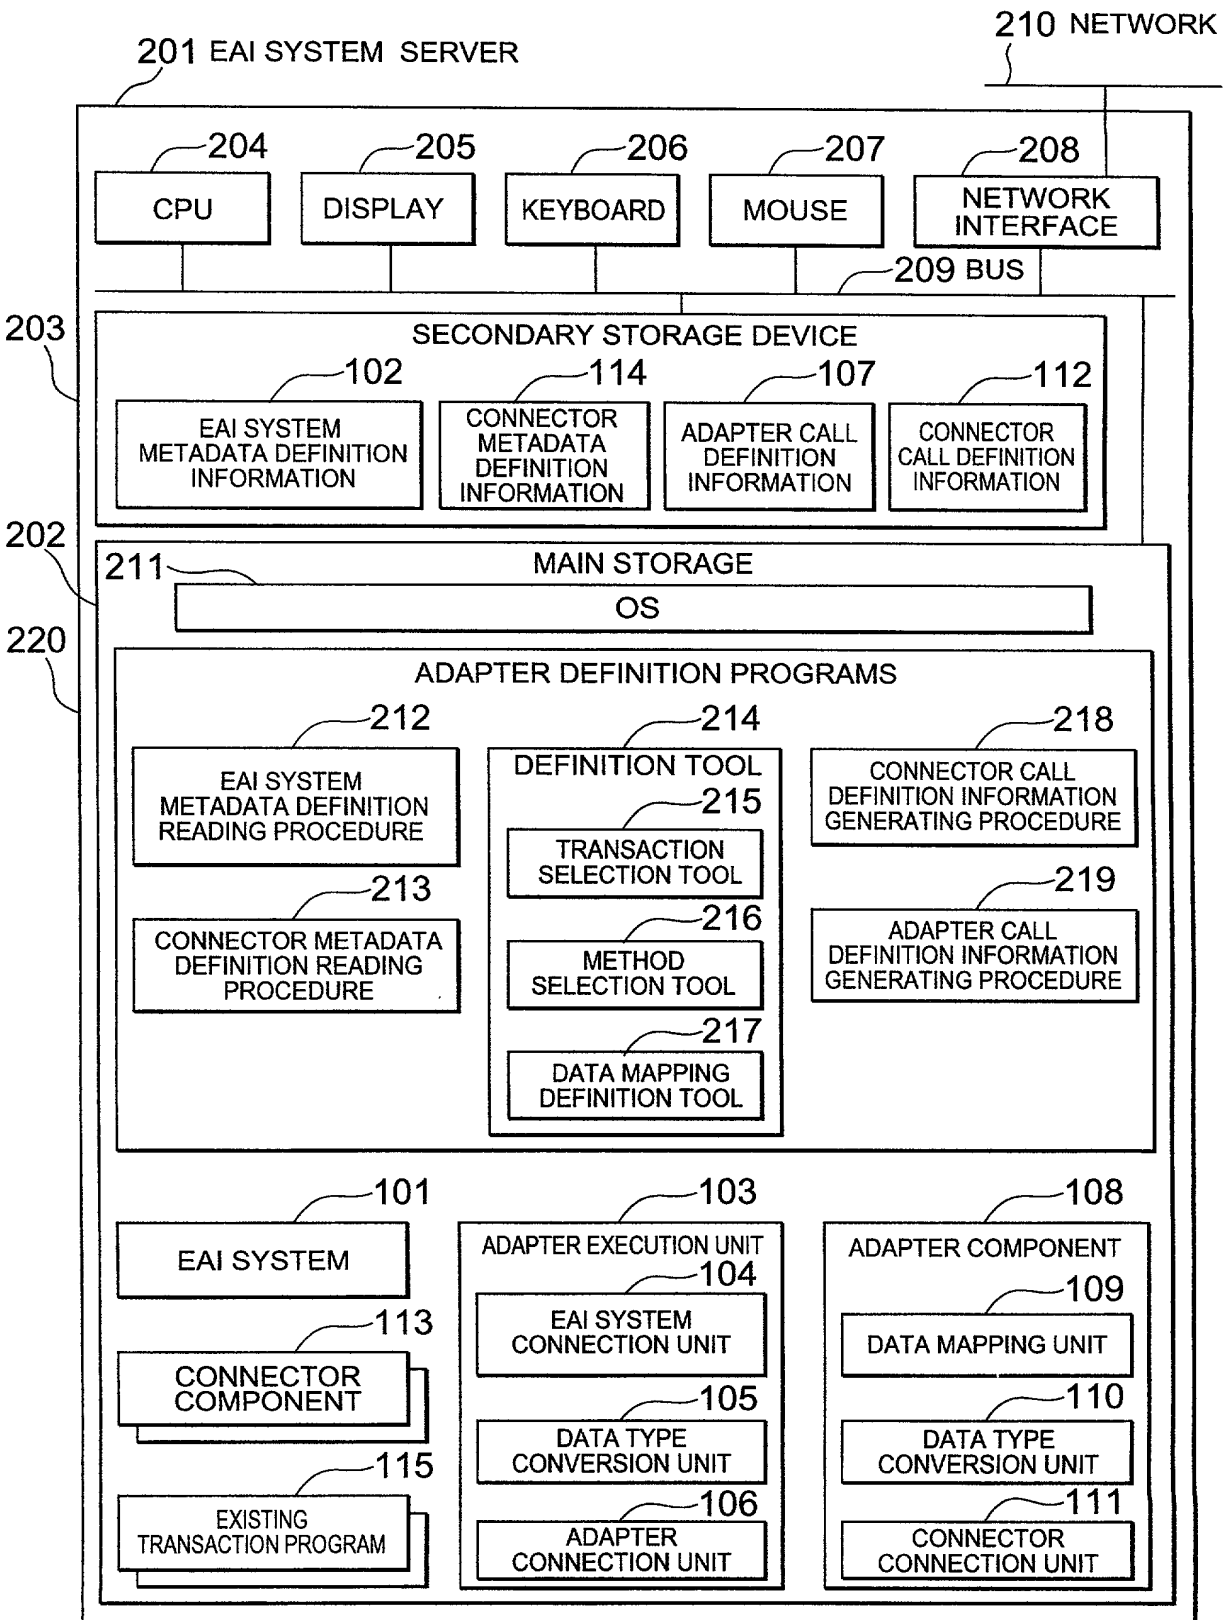 210 NETWORK
201 EAI SYSTEM SERVER
204
205
206
207
208
CPU
DISPLAY
KEYBOARD
MOUSE
NETWORK
INTERFACE
209 BUS
203
SECONDARY STORAGE DEVICE
102
114
107
112
EAI SYSTEM
METADATA DEFINITION
INFORMATION
CONNECTOR
METADATA
DEFINITION
INFORMATION
ADAPTER CALL
DEFINITION
INFORMATION
CONNECTOR
CALL DEFINITION
INFORMATION
202
MAIN STORAGE
211
OS
220
ADAPTER DEFINITION PROGRAMS
212
EAI SYSTEM
METADATA DEFINITION
READING PROCEDURE
213
CONNECTOR METADATA
DEFINITION READING
PROCEDURE
214
DEFINITION TOOL
215
TRANSACTION
SELECTION TOOL
216
METHOD
SELECTION TOOL
217
DATA MAPPING
DEFINITION TOOL
218
CONNECTOR CALL
DEFINITION INFORMATION
GENERATING PROCEDURE
219
ADAPTER CALL
DEFINITION INFORMATION
GENERATING PROCEDURE
101
EAI SYSTEM
113
CONNECTOR
COMPONENT
115
EXISTING
TRANSACTION PROGRAM
103
ADAPTER EXECUTION UNIT
104
EAI SYSTEM
CONNECTION UNIT
105
DATA TYPE
CONVERSION UNIT
106
ADAPTER
CONNECTION UNIT
108
ADAPTER COMPONENT
109
DATA MAPPING UNIT
110
DATA TYPE
CONVERSION UNIT
111
CONNECTOR
CONNECTION UNIT